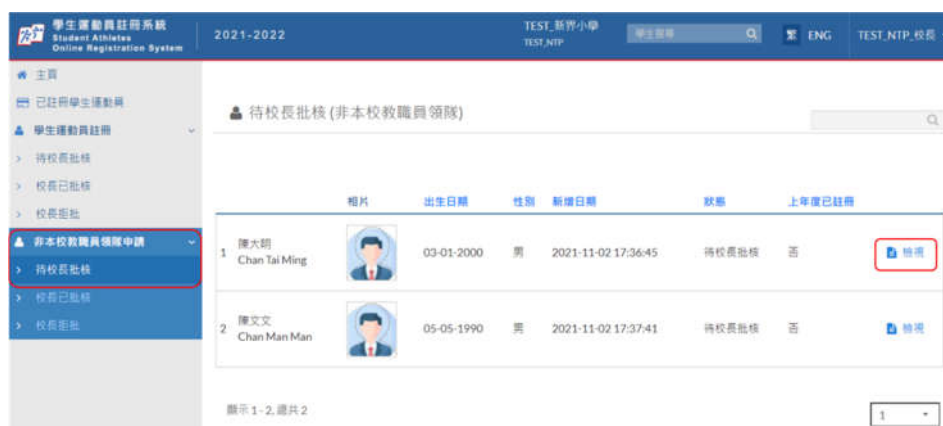 學生運動員註冊系統
Student Athletes
Online Registration System
2021-2022
TEST_新界小學
TEST_NTP
學生搜尋
繁 ENG
TEST_NTP_校長
主頁
已註冊學生運動員
學生運動員註冊
待校長批核
校長已批核
校長拒批
非本校教職員領隊申請
待校長批核
校長已批核
校長拒批
待校長批核 (非本校教職員領隊)
相片 出生日期 性別 新增日期 狀態 上年度已註冊
1 陳大明
Chan Tai Ming
03-01-2000 男 2021-11-02 17:36:45 待校長批核 否 檢視
2 陳文文
Chan Man Man
05-05-1990 男 2021-11-02 17:37:41 待校長批核 否 檢視
顯示 1 - 2, 總共 2
1